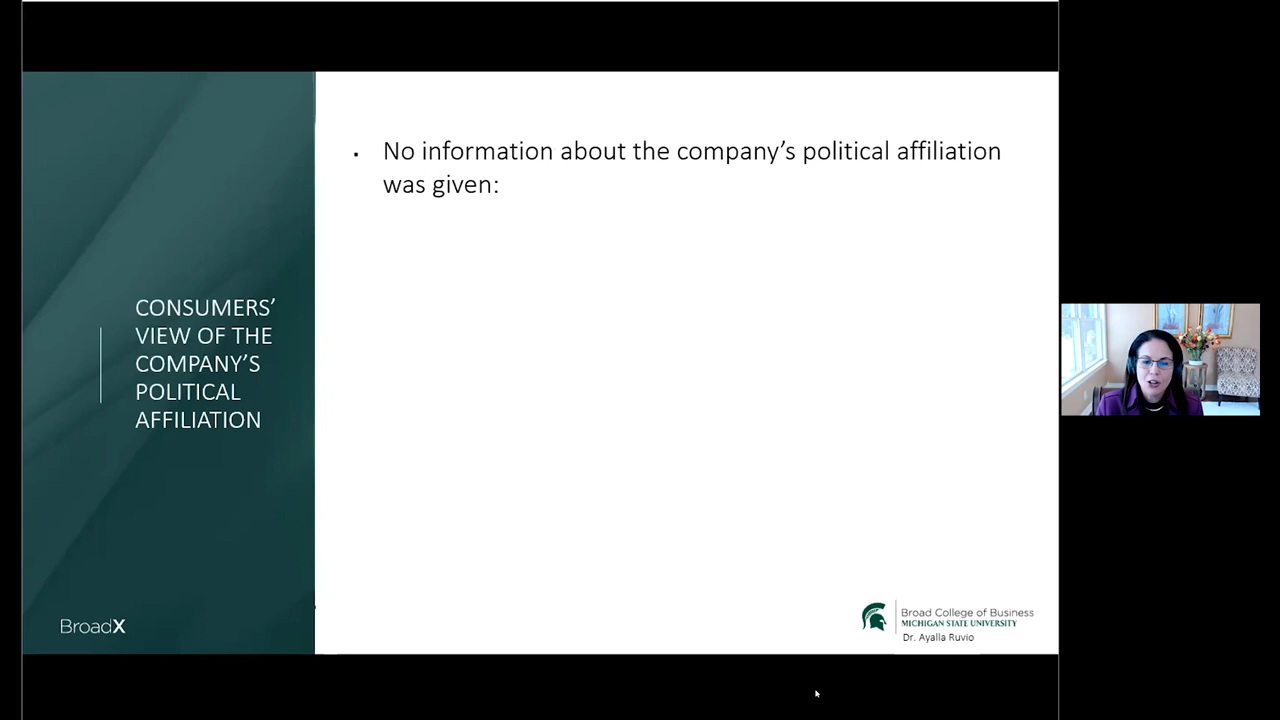 No information about the company's political affiliation
was given:
CONSUMERS'
VIEW OF THE
COMPANY'S
POLITICAL
AFFILIATION
BroadX
Broad College of Business
MICHIGAN STATE UNIVERSITY
Dr. Ayalla Ruvio